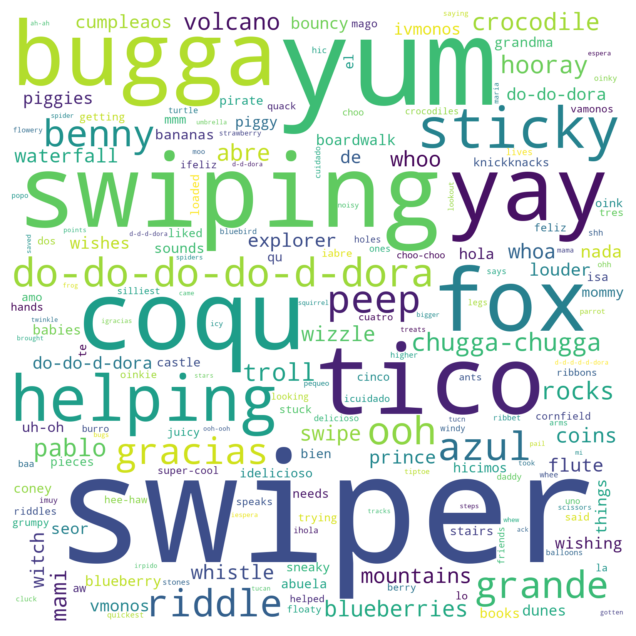 ah-ah cumpleaos volcano bouncy mago ivmonos crocodile
saying
bugga yum
hic el grandma espera
hooray oinky
piggies turtle pirate quack choo maria do-do-dora
spider getting mmm piggy crocodiles vamonos
flowery umbrella strawberry
benny bananas boardwalk sticky
waterfall moo abre whoo lives knickknacks
ifeliz de cuidado oink tres
popo loaded d-d-dora noisy lookout feliz shh
swiping yay
saved points wishes liked bluebird holes ones
dos d-d-d-dora explorer choo-choo hola whoa nada
spiders came sounds qu iabre says ohh mama
do-do-do-do-d-dora louder isa mommy
frog silliest peep fox legs parrot
amo squirrel icy cuatro bigger
hands twinkle igracias coqu treats
babies brought wizzle higher chugga-chugga
do-do-d-dora te castle troll tico ants d-d-d-d-dora ribbons
oinkie stars looking pequeo cinco rocks
helping stuck icuidado delicioso ribbet cornfield
uh-oh burro juicy ooh-ooh swipe ooh tucn windy arms coins
pablo bugs gracias bien prince azul pail mi
baa pieces super-cool idelicioso hicimos tiptoe took flute
coney imuy hee-haw swiper speaks needs daddy whee things
riddles iespera trying ihola stairs uno scissors said
grumpy seor steps friends whee ack balloons wishing
witch irpido whistle sneaky tracks mountains la
mami aw blueberry stones tucan abuela helped berry lo grande
cluck vmonos quickest riddle floaty blueberries books dunes gotten